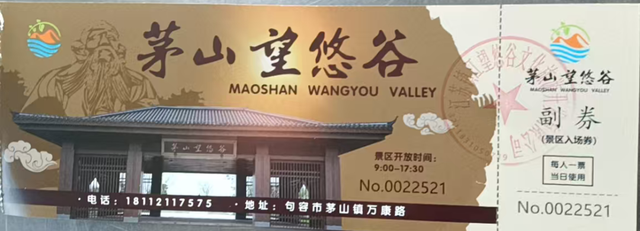 茅山望悠谷
MAOSHAN WANGYOU VALLEY
茅山望悠谷
景区开放时间：
9:00-17:30
No.0022521
·电话：18112117575 ·地址：句容市茅山镇万康路
茅山望悠谷
MAOSHAN WANGYOU VALLEY
副券
(景区入场券)
每人一票
当日使用
No.0022521